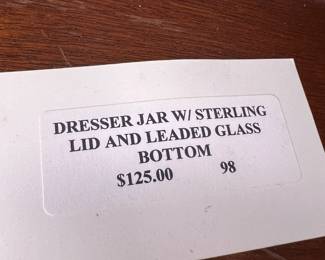 DRESSER JAR W/ STERLING
LID AND LEADED GLASS
BOTTOM
$125.00 98